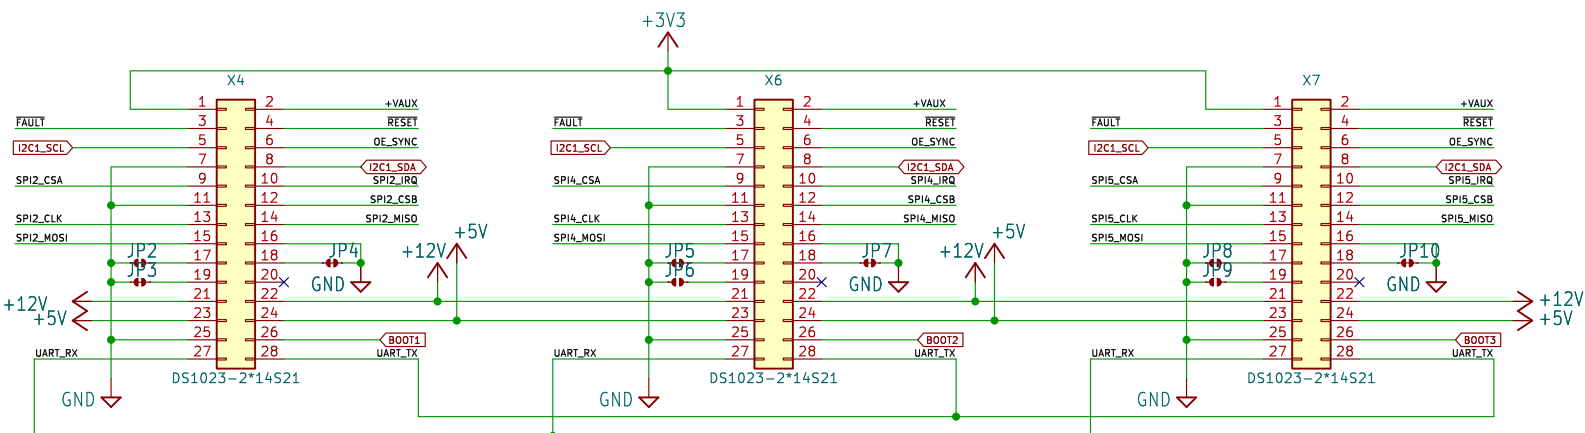 +3V3
X4 X6 X7
1 2 +VAUX 1 2 +VAUX 1 2 +VAUX
FAULT 3 4 RESET FAULT 3 4 RESET FAULT 3 4 RESET
I2C1_SCL 5 6 OE_SYNC I2C1_SCL 5 6 OE_SYNC I2C1_SCL 5 6 OE_SYNC
7 8 I2C1_SDA 7 8 I2C1_SDA 7 8 I2C1_SDA
SPI2_CSA 9 10 SPI2_IRQ SPI4_CSA 9 10 SPI4_IRQ SPI5_CSA 9 10 SPI5_IRQ
11 12 SPI2_CSB 11 12 SPI4_CSB 11 12 SPI5_CSB
SPI2_CLK 13 14 SPI2_MISO SPI4_CLK 13 14 SPI4_MISO SPI5_CLK 13 14 SPI5_MISO
+5V +5V
SPI2_MOSI 15 16 SPI4_MOSI 15 16 SPI5_MOSI 15 16
JP2 JP4 +12V JP5 JP7 +12V JP8 JP10
17 18 17 18 17 18
JP3 JP6 JP9
19 20 GND 19 20 GND 19 20 GND
+12V 21 22 21 22 21 22 +12V
+5V 23 24 23 24 23 24 +5V
25 26 BOOT1 25 26 BOOT2 25 26 BOOT3
UART_RX 27 28 UART_TX UART_RX 27 28 UART_TX UART_RX 27 28 UART_TX
DS1023-2*14S21 DS1023-2*14S21 DS1023-2*14S21
GND GND GND